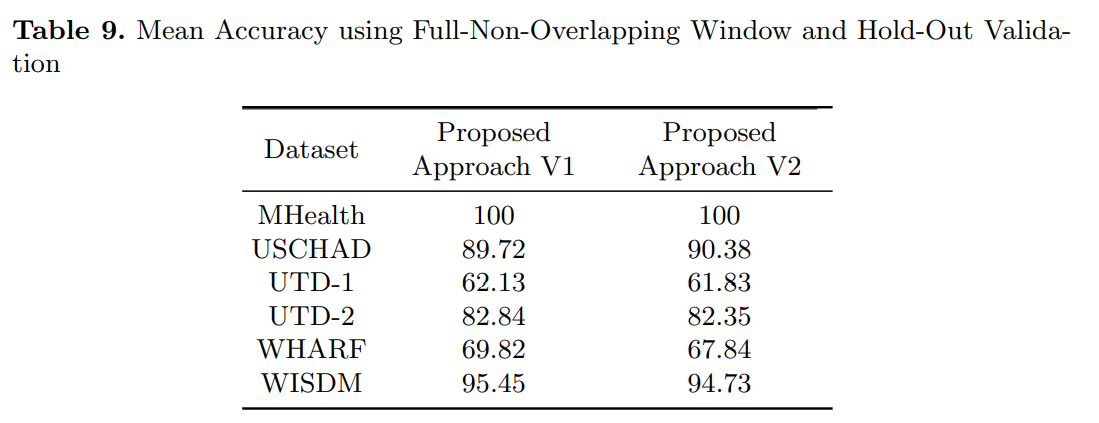 Table 9. Mean Accuracy using Full-Non-Overlapping Window and Hold-Out Valida-
tion
Dataset Proposed Approach V1 Proposed Approach V2
MHealth 100 100
USCHAD 89.72 90.38
UTD-1 62.13 61.83
UTD-2 82.84 82.35
WHARF 69.82 67.84
WISDM 95.45 94.73